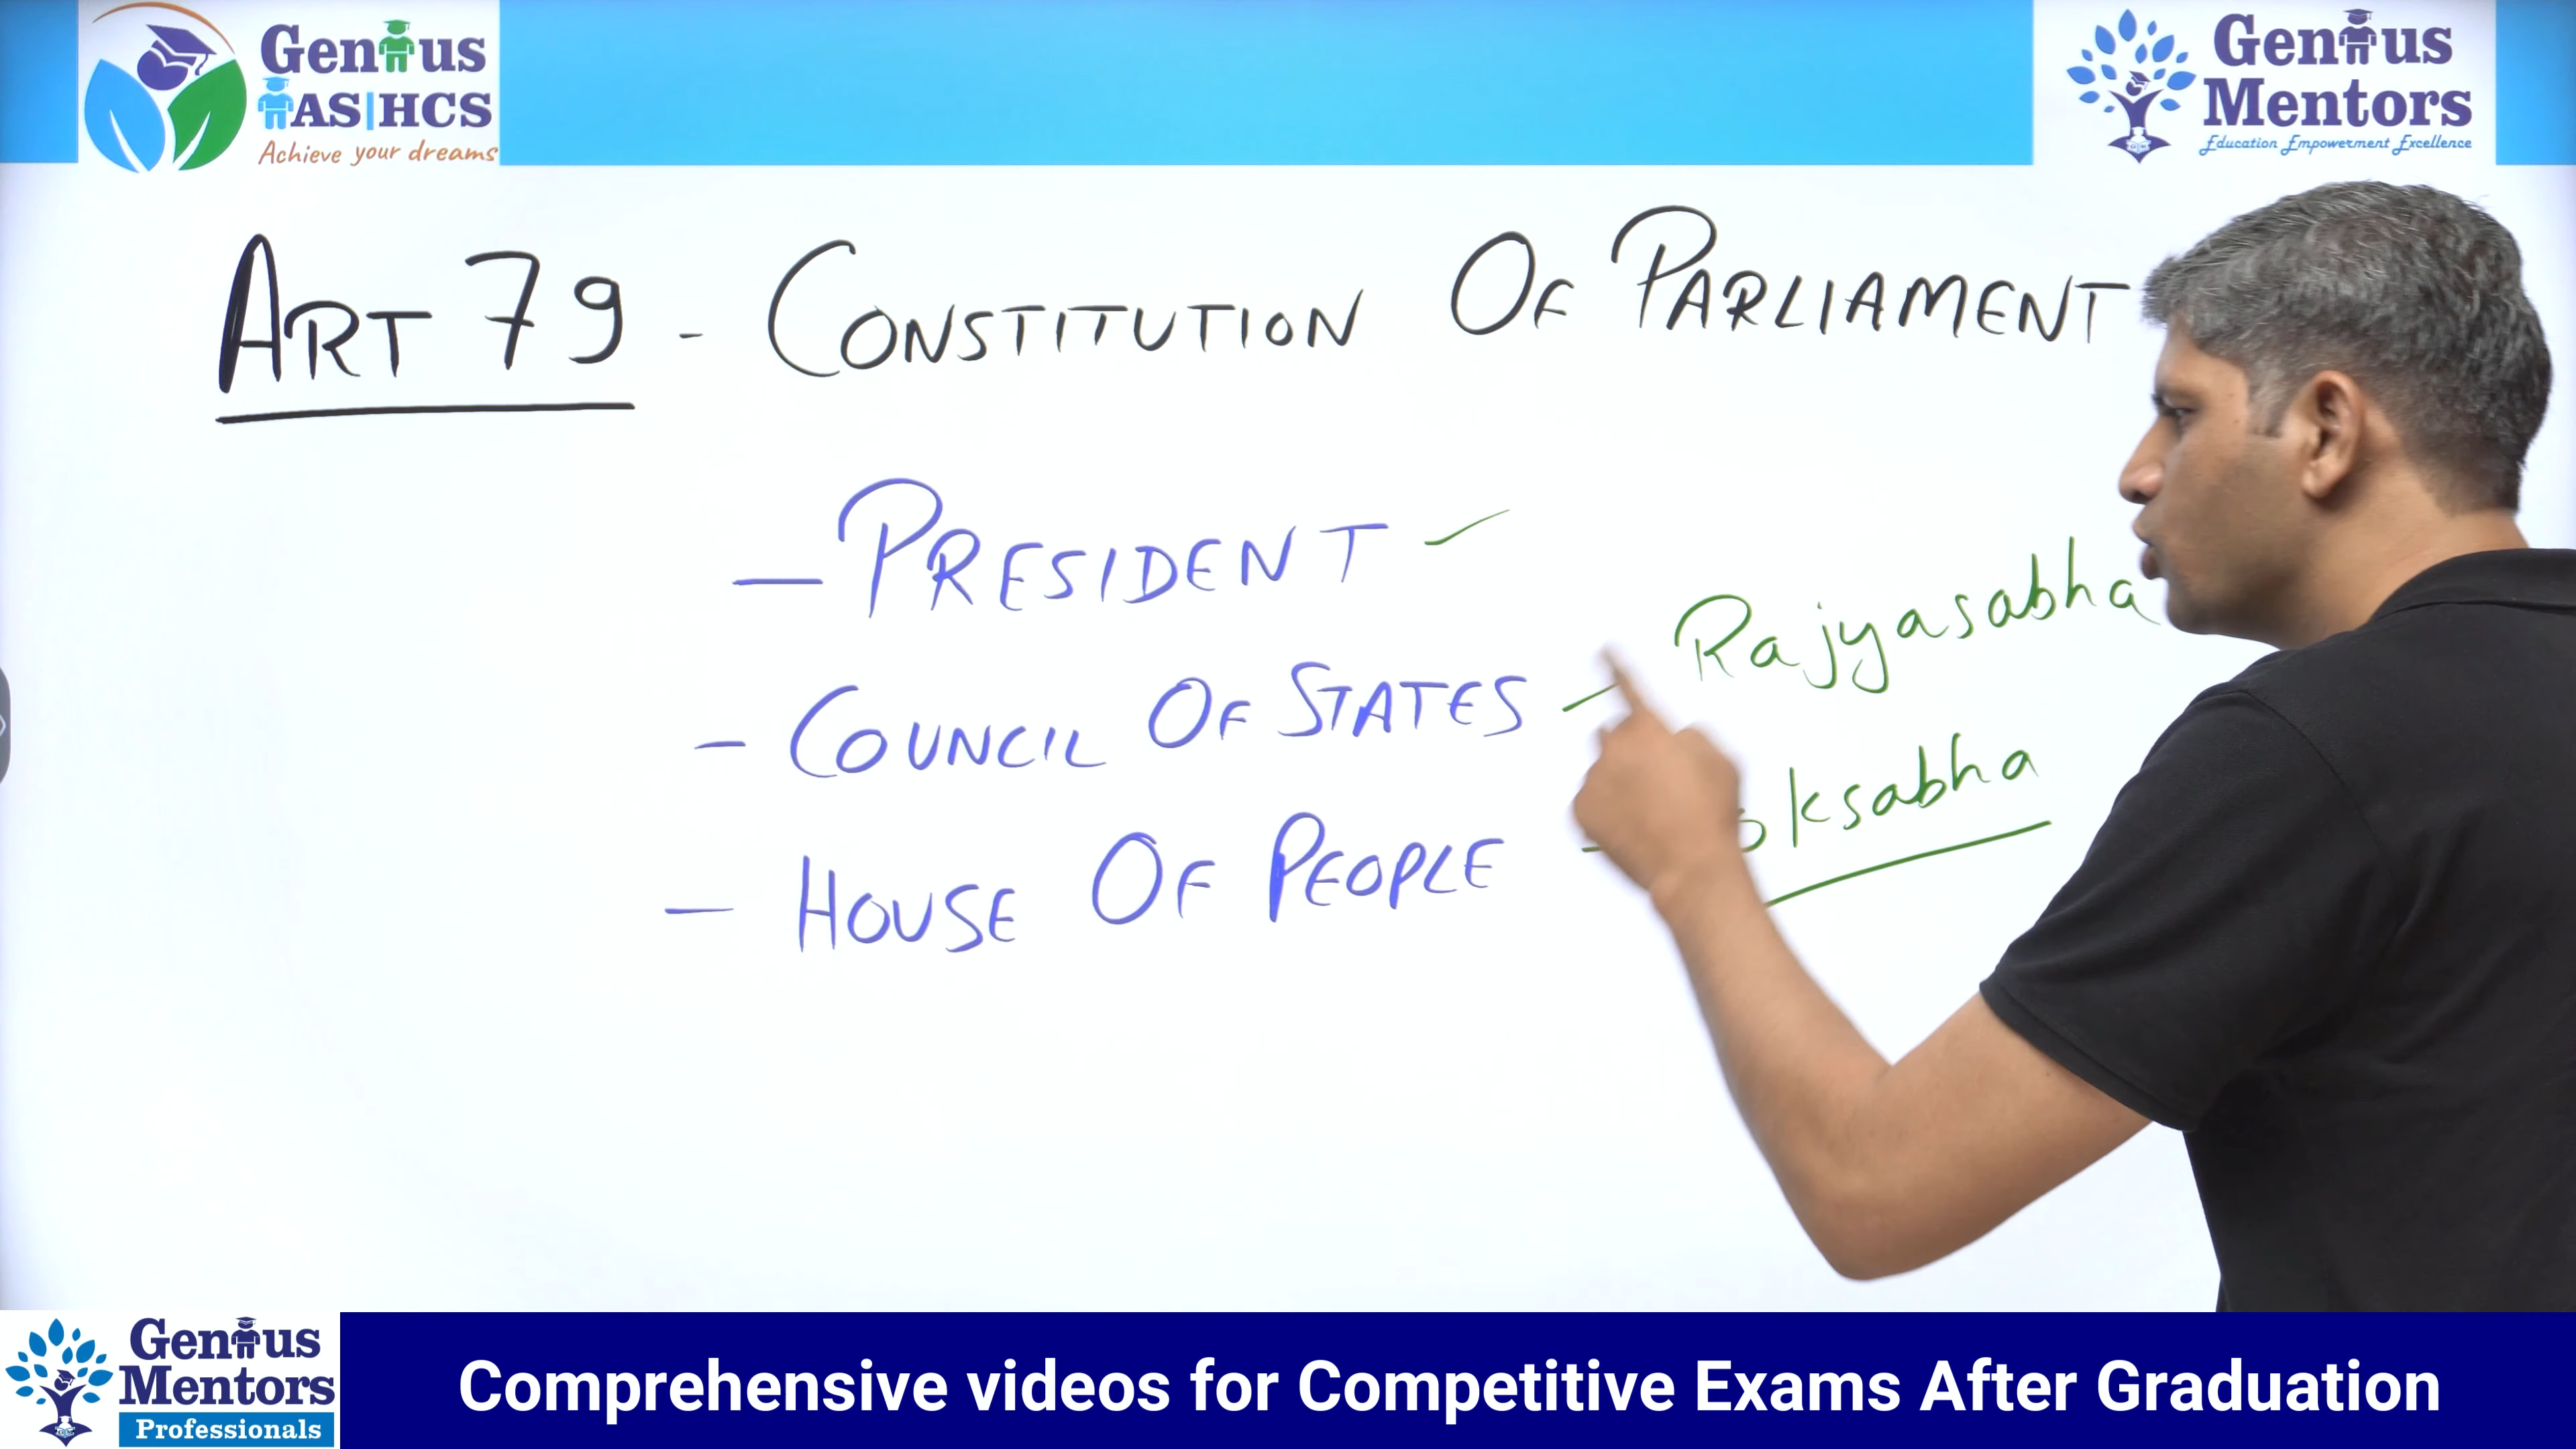 Genius
IAS|HCS
Achieve your dreams
Genius
Mentors
Education Empowerment Excellence
ART 79 - CONSTITUTION OF PARLIAMENT
— PRESIDENT -
- COUNCIL OF STATES - Rajyasabha
- HOUSE OF PEOPLE - oksabha
Genius
Mentors
Professionals
Comprehensive videos for Competitive Exams After Graduation